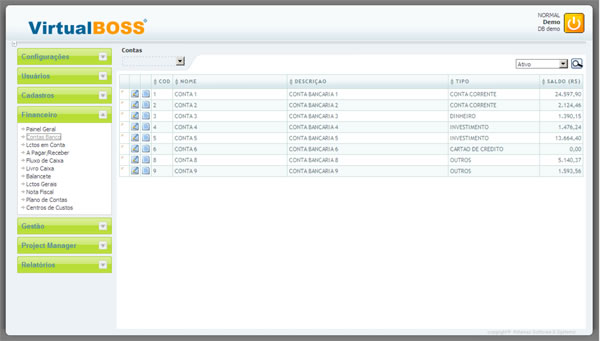 VirtualBOSS®
NORMAL
Demo
DB demo
Configurações
Usuários
Cadastros
Financeiro
Painel Geral
Contas Banco
Lctos em Conta
A Pagar/Receber
Fluxo de Caixa
Livro Caixa
Balancete
Lctos Gerais
Nota Fiscal
Plano de Contas
Centros de Custos
Gestão
Project Manager
Relatórios
Contas
Ativo
COD NOME DESCRIÇAO TIPO SALDO (R$)
1 CONTA 1 CONTA BANCARIA 1 CONTA CORRENTE 24.597,90
2 CONTA 2 CONTA BANCARIA 2 CONTA CORRENTE 2.124,46
3 CONTA 3 CONTA BANCARIA 3 DINHEIRO 1.390,15
4 CONTA 4 CONTA BANCARIA 4 INVESTIMENTO 1.476,24
5 CONTA 5 CONTA BANCARIA 5 INVESTIMENTO 13.664,40
6 CONTA 6 CONTA BANCARIA 6 CARTAO DE CREDITO 0,00
8 CONTA 8 CONTA BANCARIA 8 OUTROS 5.140,37
9 CONTA 9 CONTA BANCARIA 9 OUTROS 1.593,56